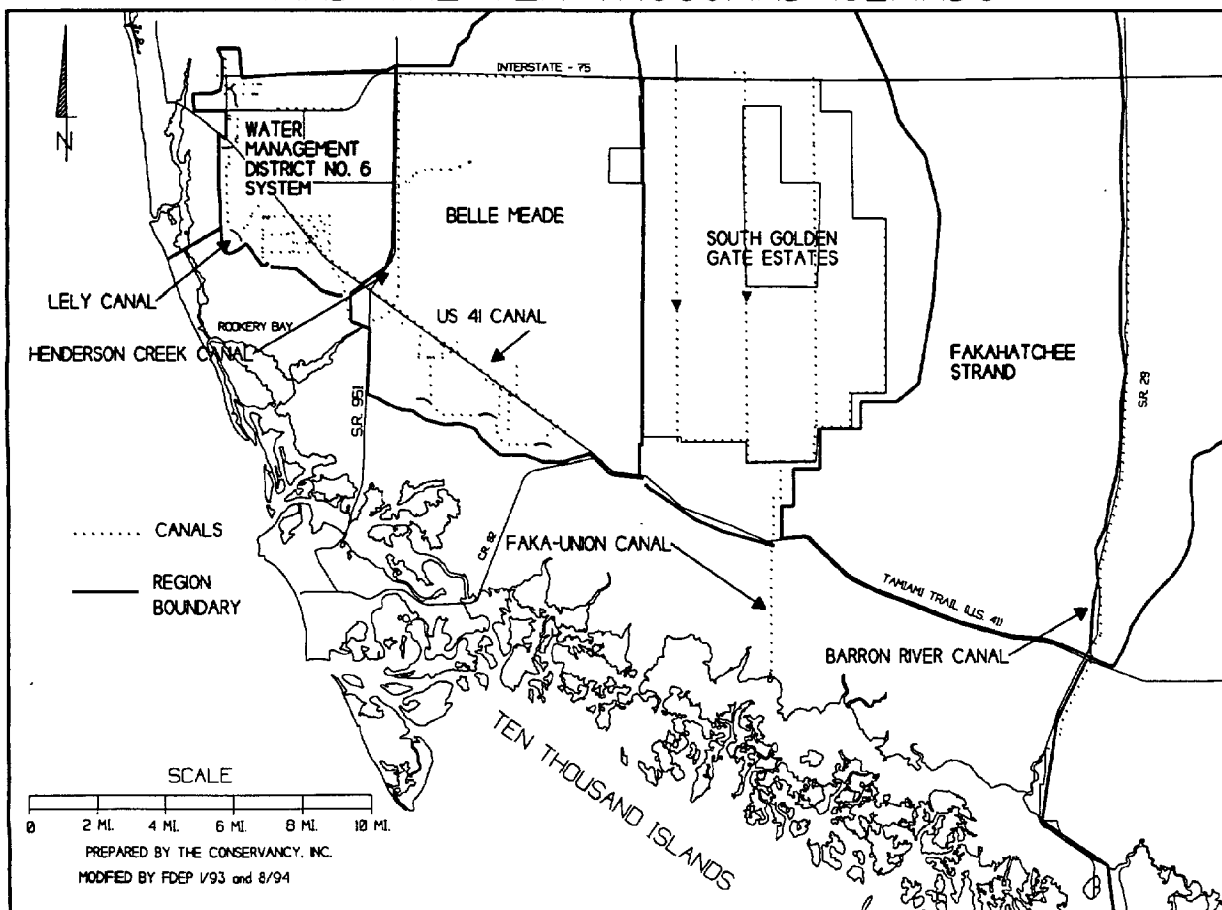 INTERSTATE - 75
N
WATER
MANAGEMENT
DISTRICT NO. 6
SYSTEM
BELLE MEADE
SOUTH GOLDEN
GATE ESTATES
LELY CANAL
ROOKERY BAY
US 41 CANAL
HENDERSON CREEK CANAL
FAKAHATCHEE
STRAND
S.R. 951
S.R. 29
CANALS
C.R. 92
FAKA-UNION CANAL
REGION
BOUNDARY
TAMIAMI TRAIL (U.S. 41)
BARRON RIVER CANAL
TEN THOUSAND ISLANDS
SCALE
0 2 MI. 4 MI. 6 MI. 8 MI. 10 MI.
PREPARED BY THE CONSERVANCY, INC.
MODIFED BY FDEP 1/93 and 8/94